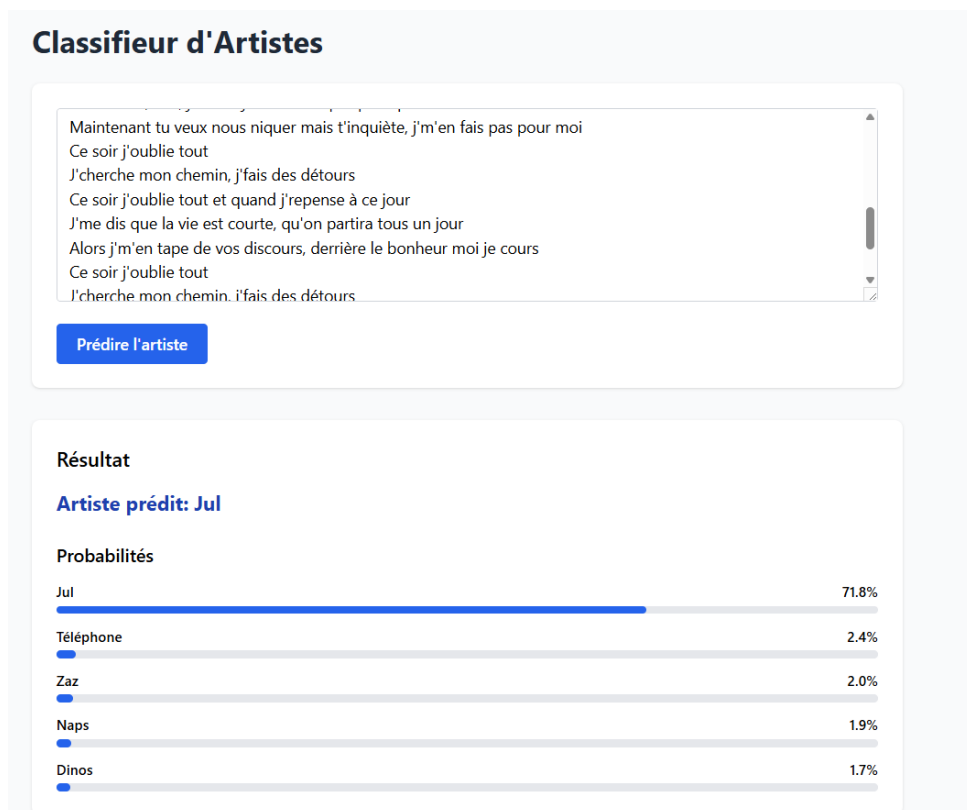 Classifieur d'Artistes
Maintenant tu veux nous niquer mais t'inquiète, j'm'en fais pas pour moi
Ce soir j'oublie tout
J'cherche mon chemin, j'fais des détours
Ce soir j'oublie tout et quand j'repense à ce jour
J'me dis que la vie est courte, qu'on partira tous un jour
Alors j'm'en tape de vos discours, derrière le bonheur moi je cours
Ce soir j'oublie tout
J'cherche mon chemin, j'fais des détours
Prédire l'artiste
Résultat
Artiste prédit: Jul
Probabilités
Jul 71.8%
Téléphone 2.4%
Zaz 2.0%
Naps 1.9%
Dinos 1.7%